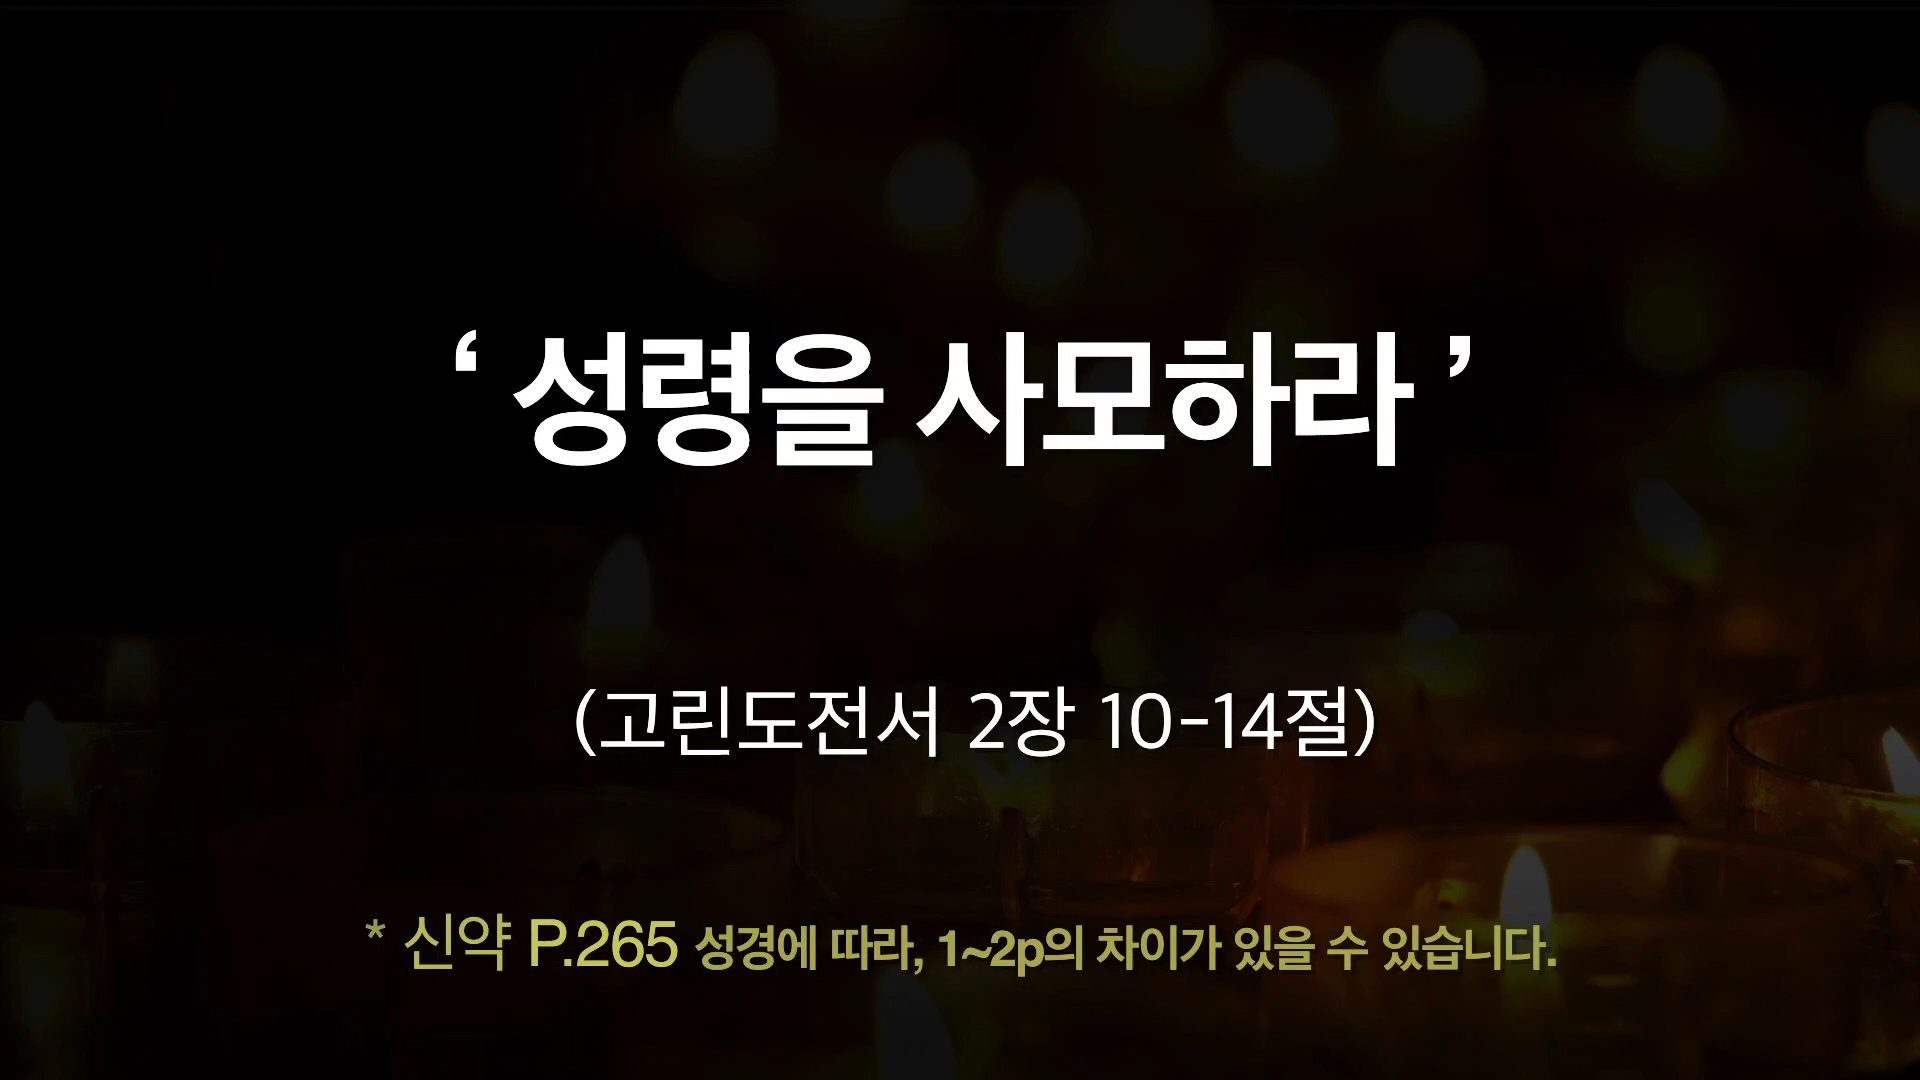 ‘ 성령을 사모하라 ’
(고린도전서 2장 10-14절)
* 신약 P.265 성경에 따라, 1~2p의 차이가 있을 수 있습니다.